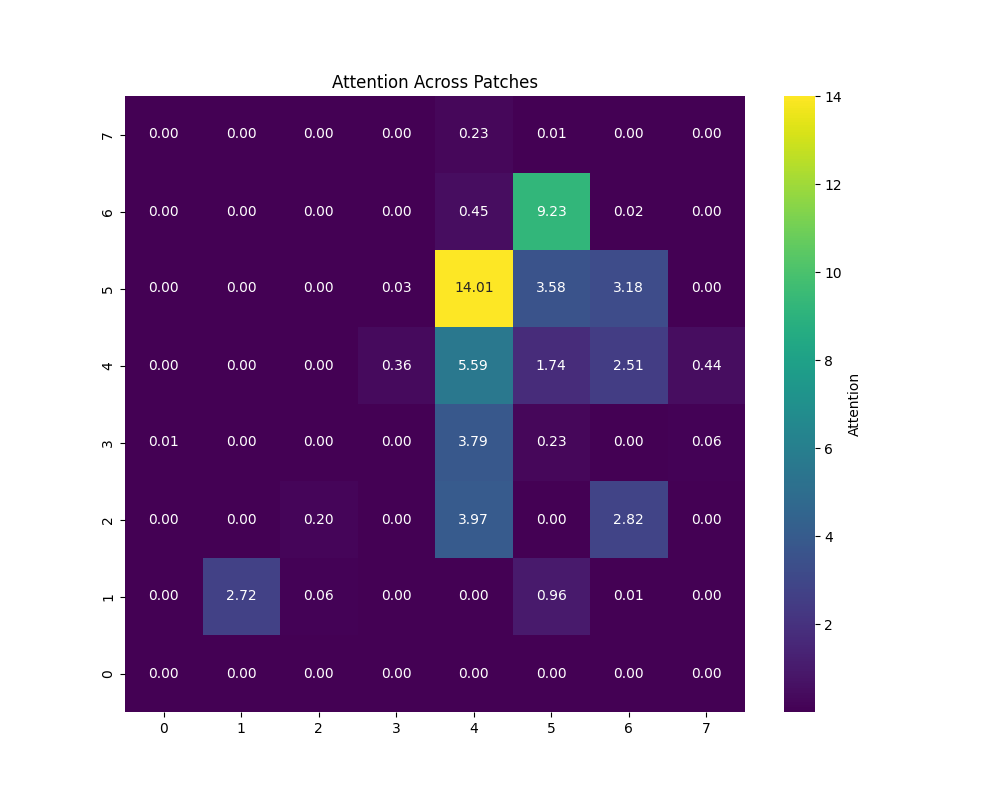 Attention Across Patches
7 0.00 0.00 0.00 0.00 0.23 0.01 0.00 0.00
6 0.00 0.00 0.00 0.00 0.45 9.23 0.02 0.00
5 0.00 0.00 0.00 0.03 14.01 3.58 3.18 0.00
4 0.00 0.00 0.00 0.36 5.59 1.74 2.51 0.44
3 0.01 0.00 0.00 0.00 3.79 0.23 0.00 0.06
2 0.00 0.00 0.20 0.00 3.97 0.00 2.82 0.00
1 0.00 2.72 0.06 0.00 0.00 0.96 0.01 0.00
0 0.00 0.00 0.00 0.00 0.00 0.00 0.00 0.00
0 1 2 3 4 5 6 7
14
12
10
8
6
4
2
Attention